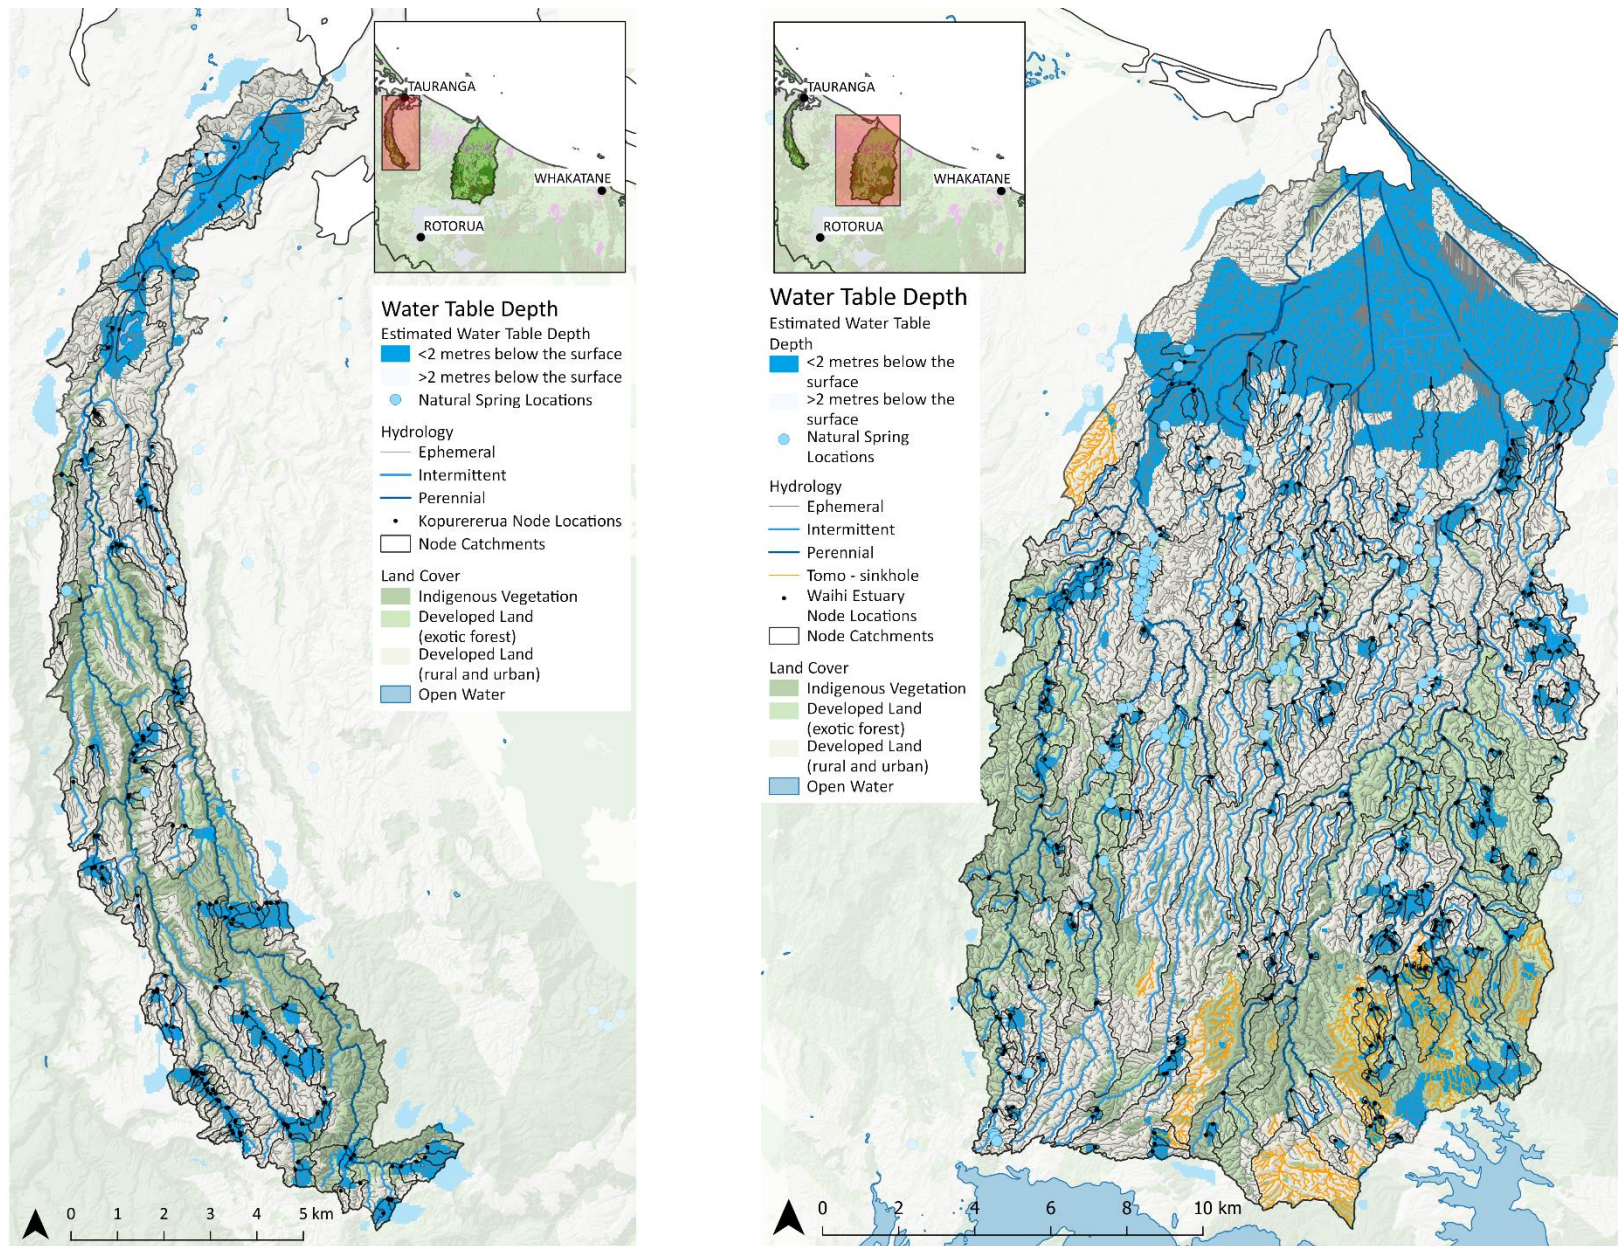 TAURANGA
WHAKATANE
ROTORUA
Water Table Depth
Estimated Water Table Depth
<2 metres below the surface
>2 metres below the surface
Natural Spring Locations
Hydrology
Ephemeral
Intermittent
Perennial
Kopurererua Node Locations
Node Catchments
Land Cover
Indigenous Vegetation
Developed Land
(exotic forest)
Developed Land
(rural and urban)
Open Water
0 1 2 3 4 5 km
TAURANGA
WHAKATANE
ROTORUA
Water Table Depth
Estimated Water Table
Depth
<2 metres below the
surface
>2 metres below the
surface
Natural Spring
Locations
Hydrology
Ephemeral
Intermittent
Perennial
Tomo - sinkhole
Waihi Estuary
Node Locations
Node Catchments
Land Cover
Indigenous Vegetation
Developed Land
(exotic forest)
Developed Land
(rural and urban)
Open Water
0 2 4 6 8 10 km